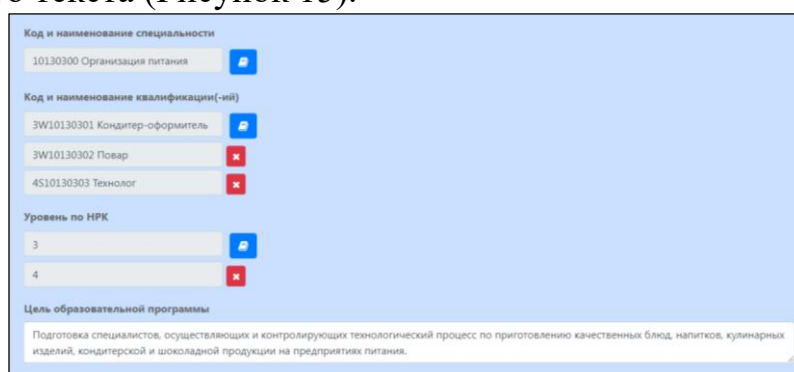 о текста (Рисунок 13).
Код и наименование специальности
10130300 Организация питания
Код и наименование квалификации(-ий)
3W10130301 Кондитер-оформитель
3W10130302 Повар
4S10130303 Технолог
Уровень по НРК
3
4
Цель образовательной программы
Подготовка специалистов, осуществляющих и контролирующих технологический процесс по приготовлению качественных блюд, напитков, кулинарных
изделий, кондитерской и шоколадной продукции на предприятиях питания.